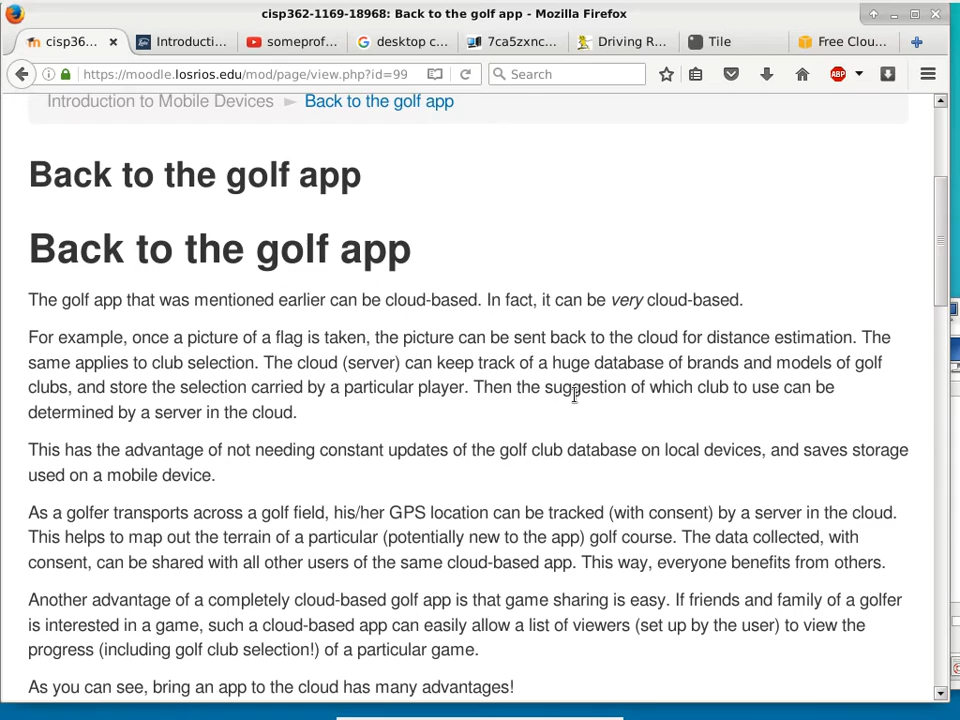 cisp362-1169-18968: Back to the golf app - Mozilla Firefox
cisp36...
Introducti...
someprof...
desktop c...
7ca5zxnc...
Driving R...
Tile
Free Clou...
https://moodle.losrios.edu/mod/page/view.php?id=99
Search
ABP
Introduction to Mobile Devices ► Back to the golf app
Back to the golf app
Back to the golf app
The golf app that was mentioned earlier can be cloud-based. In fact, it can be very cloud-based.
For example, once a picture of a flag is taken, the picture can be sent back to the cloud for distance estimation. The
same applies to club selection. The cloud (server) can keep track of a huge database of brands and models of golf
clubs, and store the selection carried by a particular player. Then the suggestion of which club to use can be
determined by a server in the cloud.
This has the advantage of not needing constant updates of the golf club database on local devices, and saves storage
used on a mobile device.
As a golfer transports across a golf field, his/her GPS location can be tracked (with consent) by a server in the cloud.
This helps to map out the terrain of a particular (potentially new to the app) golf course. The data collected, with
consent, can be shared with all other users of the same cloud-based app. This way, everyone benefits from others.
Another advantage of a completely cloud-based golf app is that game sharing is easy. If friends and family of a golfer
is interested in a game, such a cloud-based app can easily allow a list of viewers (set up by the user) to view the
progress (including golf club selection!) of a particular game.
As you can see, bring an app to the cloud has many advantages!